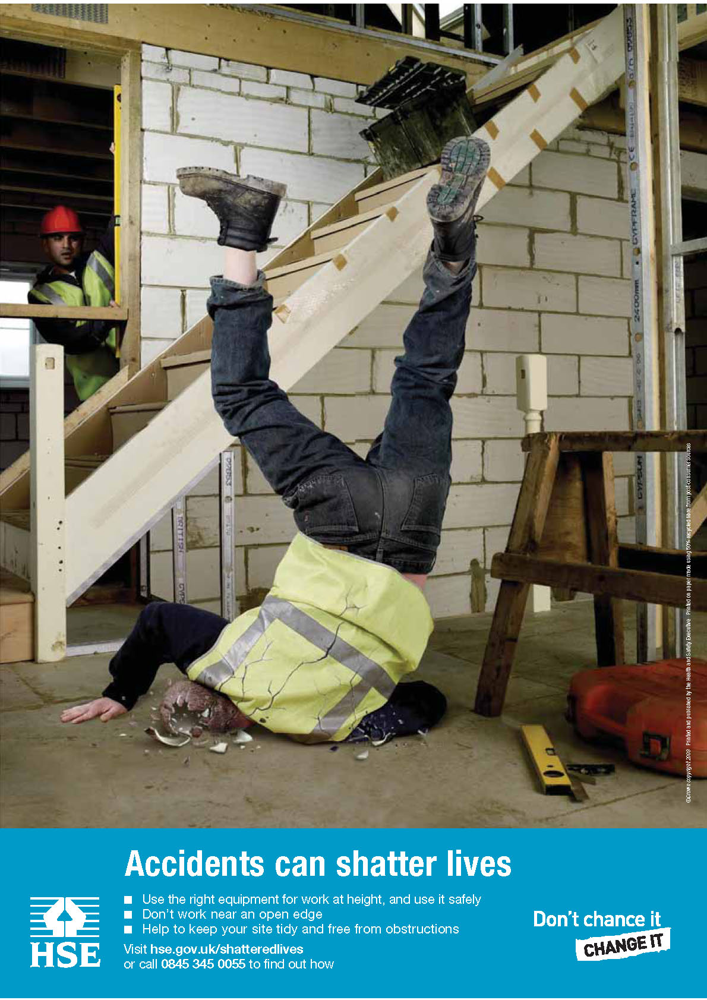 GYPFRAME
2400mm
GYPSUM
BRITISH
Accidents can shatter lives
■ Use the right equipment for work at height, and use it safely
■ Don't work near an open edge
■ Help to keep your site tidy and free from obstructions
Visit hse.gov.uk/shatteredlives
or call 0845 345 0055 to find out how
HSE
Don't chance it
CHANGE IT
©Crown copyright 2008 Printed and published by the Health and Safety Executive Printed on paper made using 50% recycled fibre from post-consumer sources